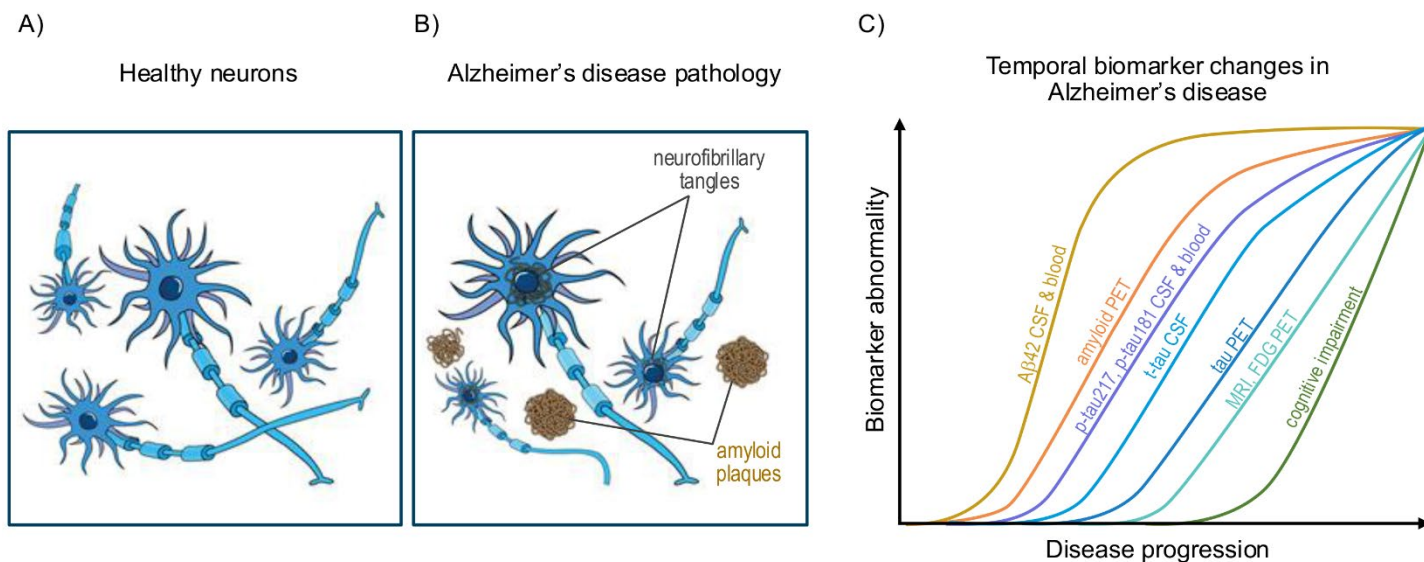 A)
Healthy neurons
B)
Alzheimer's disease pathology
neurofibrillary
tangles
amyloid
plaques
C)
Temporal biomarker changes in
Alzheimer's disease
Biomarker abnormality
Aβ42 CSF & blood
amyloid PET
p-tau217, p-tau181 CSF & blood
t-tau CSF
tau PET
MRI, FDG PET
cognitive impairment
Disease progression